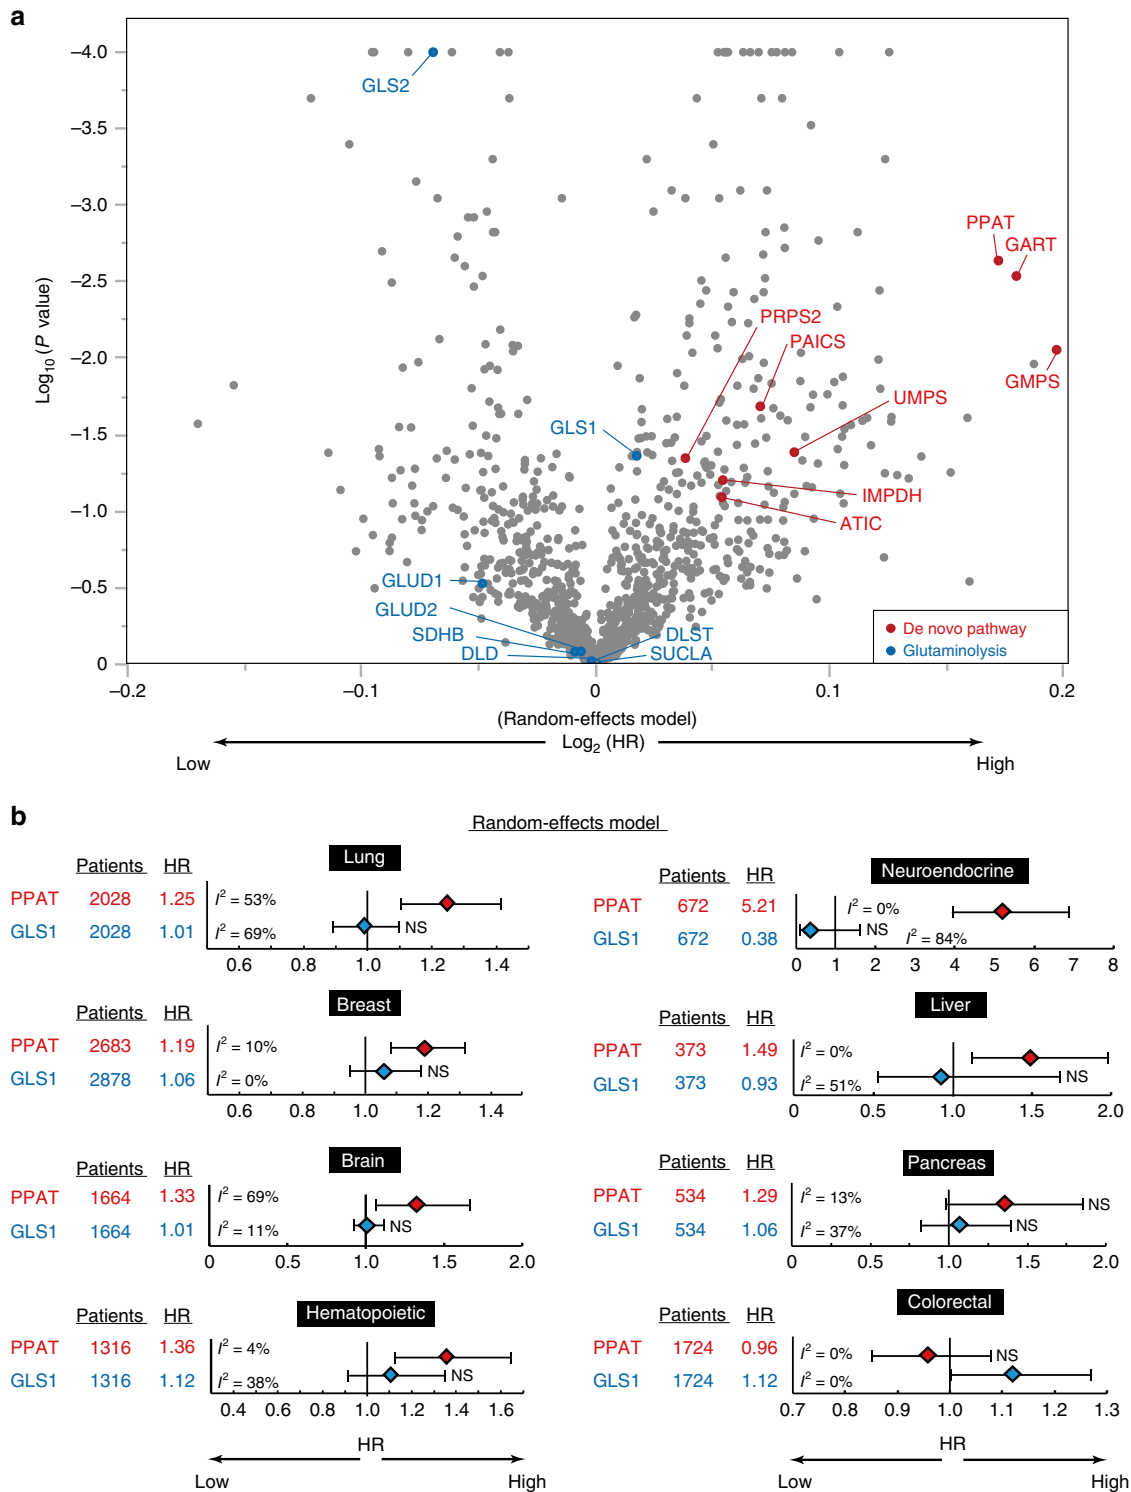 a
Log10 (P value)
–4.0
–3.5
–3.0
–2.5
–2.0
–1.5
–1.0
–0.5
0
GLS2
PPAT
GART
GMPS
PRPS2
PAICS
UMPS
GLS1
IMPDH
ATIC
GLUD1
GLUD2
SDHB
DLD
DLST
SUCLA
De novo pathway
Glutaminolysis
–0.2 –0.1 0 0.1 0.2
(Random-effects model)
Log2 (HR)
Low High
b
Random-effects model
Lung
Patients HR
PPAT 2028 1.25 I2 = 53%
GLS1 2028 1.01 I2 = 69% NS
0.6 0.8 1.0 1.2 1.4
Neuroendocrine
Patients HR
PPAT 672 5.21 I2 = 0%
GLS1 672 0.38 NS I2 = 84%
0 1 2 3 4 5 6 7 8
Breast
Patients HR
PPAT 2683 1.19 I2 = 10%
GLS1 2878 1.06 I2 = 0% NS
0.6 0.8 1.0 1.2 1.4
Liver
Patients HR
PPAT 373 1.49 I2 = 0%
GLS1 373 0.93 I2 = 51% NS
0 0.5 1.0 1.5 2.0
Brain
Patients HR
PPAT 1664 1.33 I2 = 69%
GLS1 1664 1.01 I2 = 11% NS
0 0.5 1.0 1.5 2.0
Pancreas
Patients HR
PPAT 534 1.29 I2 = 13% NS
GLS1 534 1.06 I2 = 37% NS
0 0.5 1.0 1.5 2.0
Hematopoietic
Patients HR
PPAT 1316 1.36 I2 = 4%
GLS1 1316 1.12 I2 = 38% NS
0.4 0.6 0.8 1.0 1.2 1.4 1.6
Colorectal
Patients HR
PPAT 1724 0.96 I2 = 0% NS
GLS1 1724 1.12 I2 = 0%
0.7 0.8 0.9 1.0 1.1 1.2 1.3
HR
Low High
HR
Low High